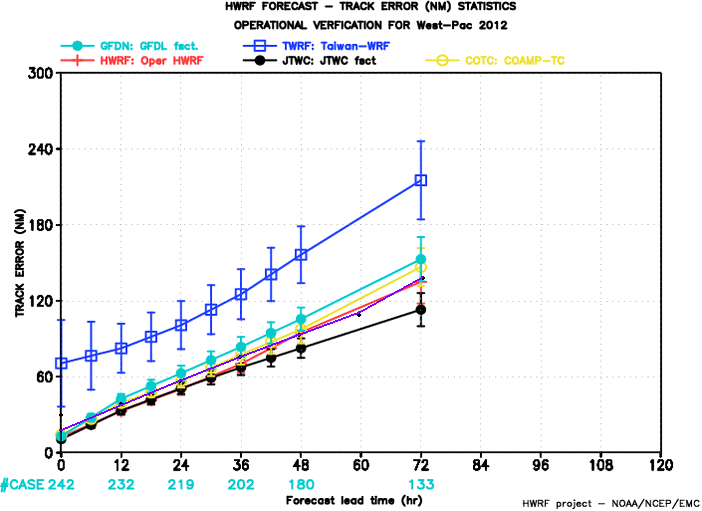 HWRF FORECAST – TRACK ERROR (NM) STATISTICS
OPERATIONAL VERFICATION FOR West-Pac 2012
GFDN: GFDL fsct. TWRF: Taiwan-WRF
HWRF: Oper HWRF JTWC: JTWC fsct COTC: COAMP-TC
300
240
180
120
60
0
TRACK ERROR (NM)
0 12 24 36 48 60 72 84 96 108 120
#CASE 242 232 219 202 180 133
Forecast lead time (hr)
HWRF project – NOAA/NCEP/EMC